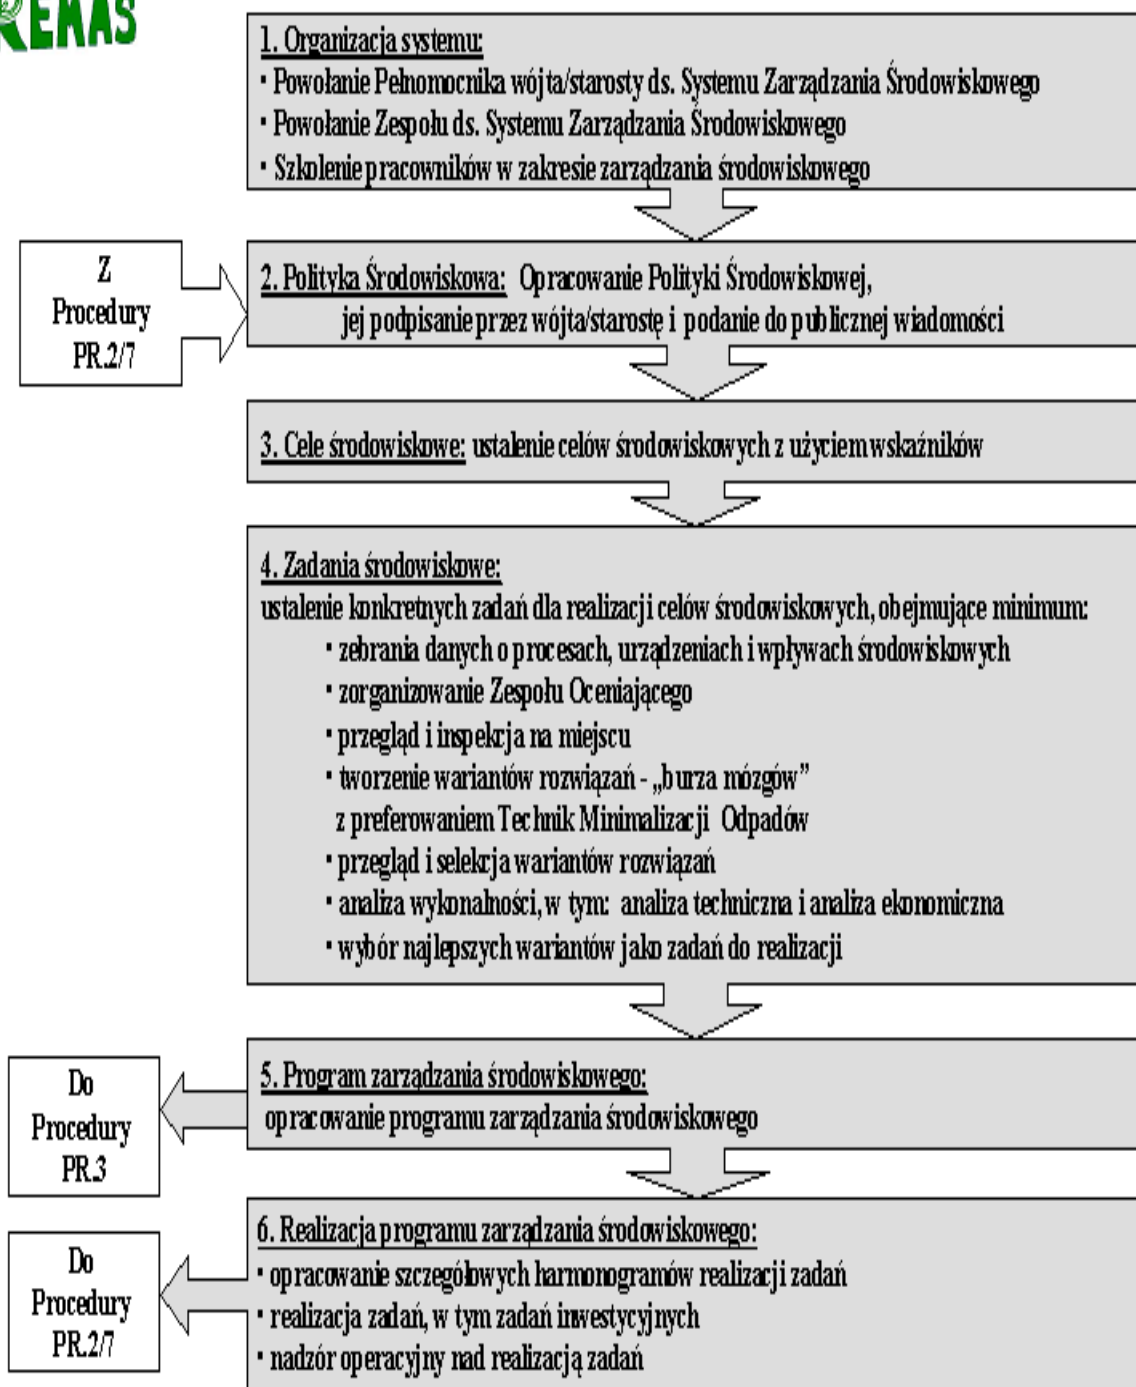 REMAS
1. Organizacja systemu:
▪ Powołanie Pełnomocnika wójta/starosty ds. Systemu Zarządzania Środowiskowego
▪ Powołanie Zespołu ds. Systemu Zarządzania Środowiskowego
▪ Szkolenie pracowników w zakresie zarządzania środowiskowego
Z
Procedury
PR.2/7
2. Polityka Środowiskowa: Opracowanie Polityki Środowiskowej,
jej podpisanie przez wójta/starostę i podanie do publicznej wiadomości
3. Cele środowiskowe: ustalenie celów środowiskowych z użyciem wskaźników
4. Zadania środowiskowe:
ustalenie konkretnych zadań dla realizacji celów środowiskowych, obejmujące minimum:
▪ zebrania danych o procesach, urządzeniach i wpływach środowiskowych
▪ zorganizowanie Zespołu Oceniającego
▪ przegląd i inspekcja na miejscu
▪ tworzenie wariantów rozwiązań - „burza mózgów”
z preferowaniem Technik Minimalizacji Odpadów
▪ przegląd i selekcja wariantów rozwiązań
▪ analiza wykonalności, w tym: analiza techniczna i analiza ekonomiczna
▪ wybór najlepszych wariantów jako zadań do realizacji
Do
Procedury
PR.3
5. Program zarządzania środowiskowego:
opracowanie programu zarządzania środowiskowego
Do
Procedury
PR.2/7
6. Realizacja programu zarządzania środowiskowego:
▪ opracowanie szczegółowych harmonogramów realizacji zadań
▪ realizacja zadań, w tym zadań inwestycyjnych
▪ nadzór operacyjny nad realizacją zadań